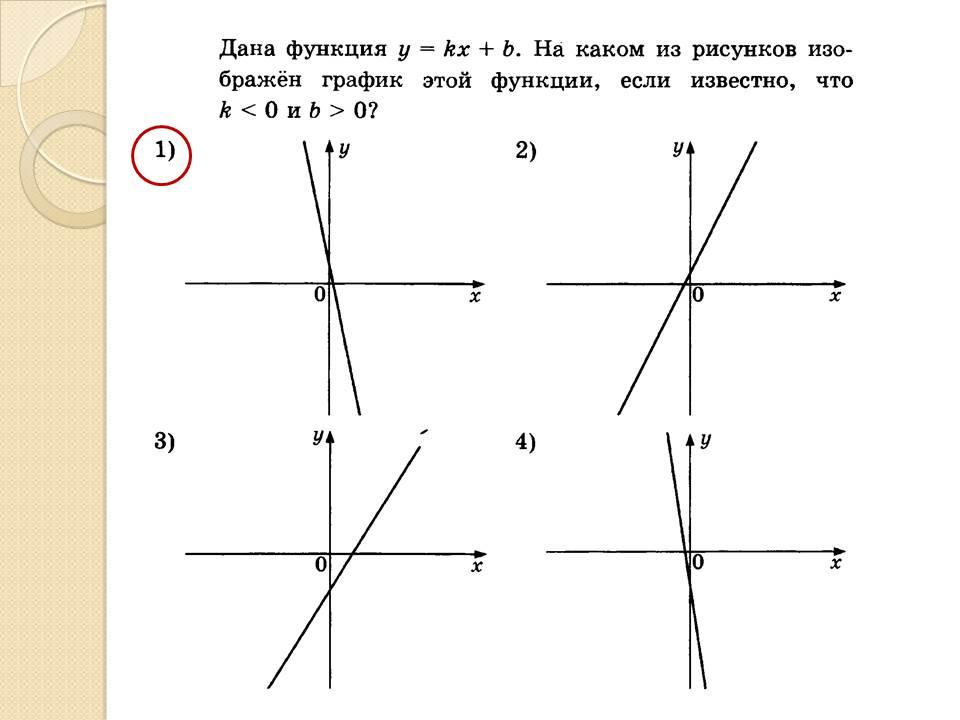 Дана функция y = kx + b. На каком из рисунков изо-
бражён график этой функции, если известно, что
k < 0 и b > 0?
1) y 2) y
0 x 0 x
3) y 4) y
0 x 0 x